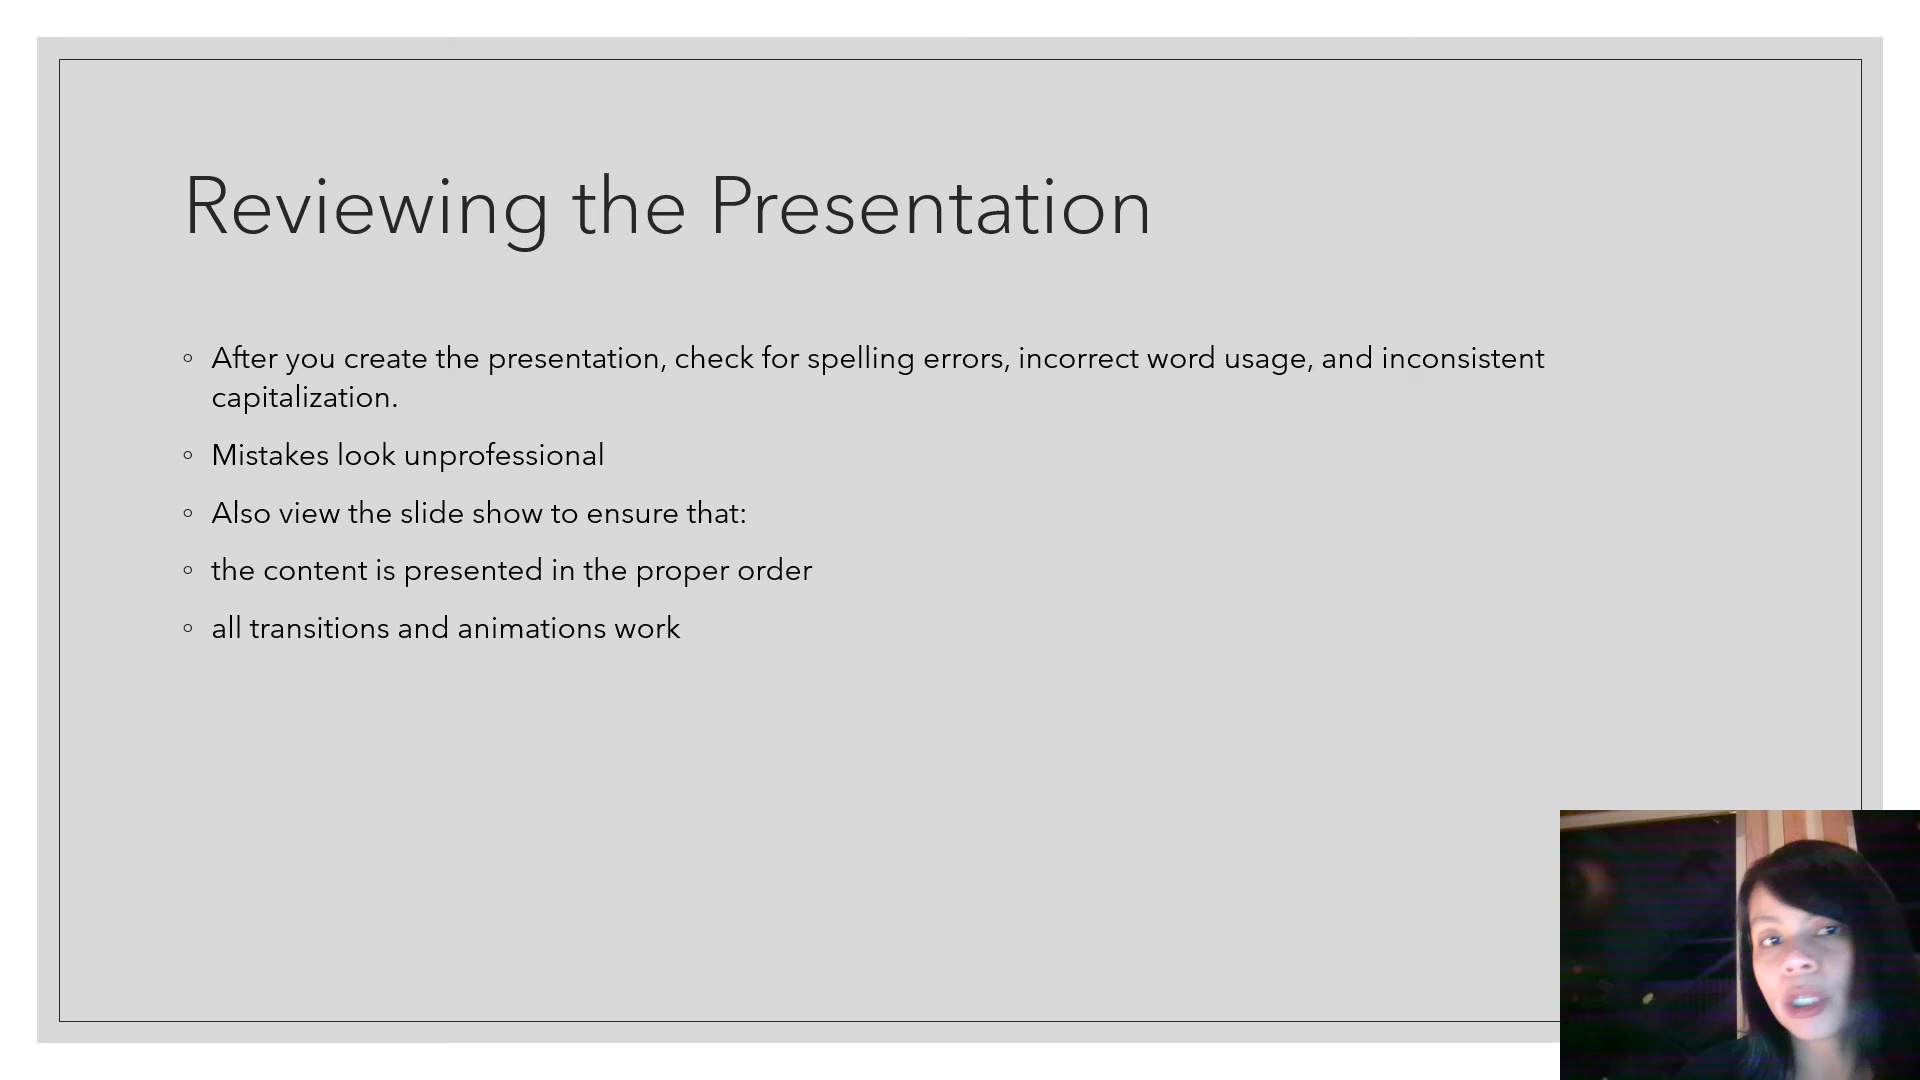 Reviewing the Presentation
◦ After you create the presentation, check for spelling errors, incorrect word usage, and inconsistent
capitalization.
◦ Mistakes look unprofessional
◦ Also view the slide show to ensure that:
◦ the content is presented in the proper order
◦ all transitions and animations work